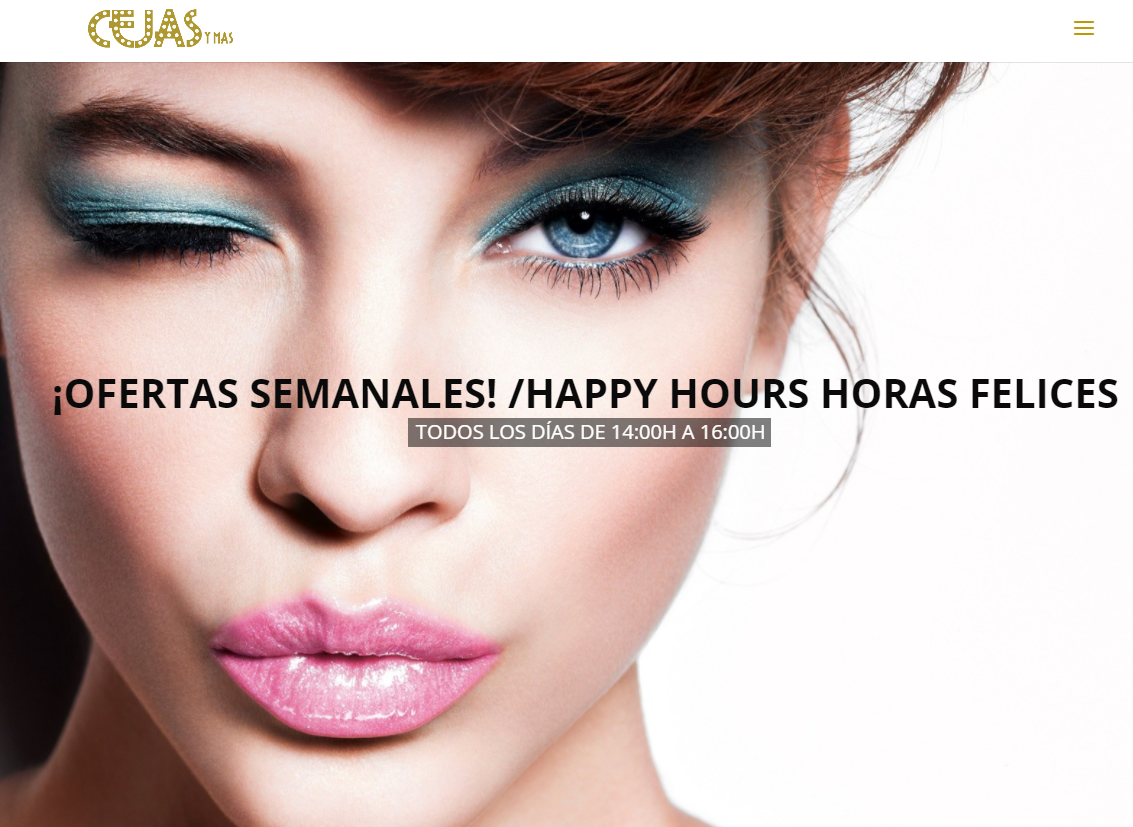 CEJAS Y MAS
¡OFERTAS SEMANALES! /HAPPY HOURS HORAS FELICES
TODOS LOS DÍAS DE 14:00H A 16:00H